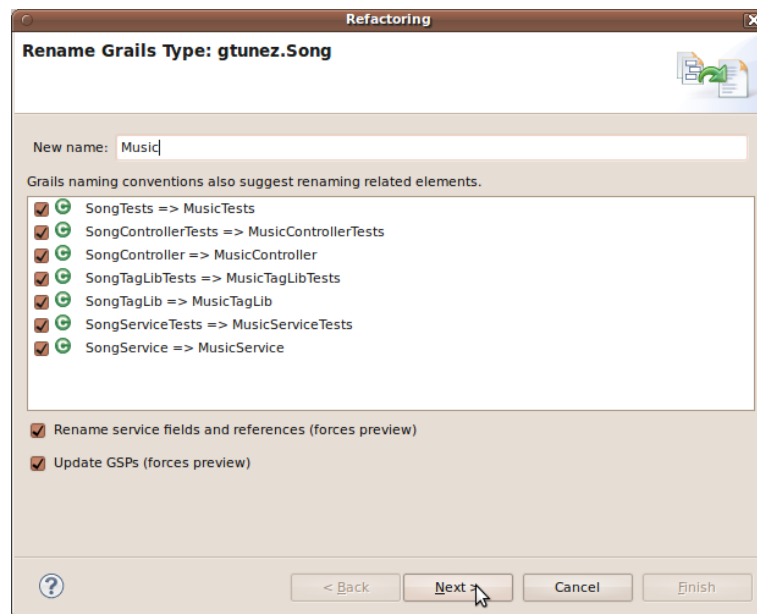 Refactoring
Rename Grails Type: gtunez.Song
New name: Music
Grails naming conventions also suggest renaming related elements.
SongTests => MusicTests
SongControllerTests => MusicControllerTests
SongController => MusicController
SongTagLibTests => MusicTagLibTests
SongTagLib => MusicTagLib
SongServiceTests => MusicServiceTests
SongService => MusicService
Rename service fields and references (forces preview)
Update GSPs (forces preview)
< Back Next > Cancel Finish